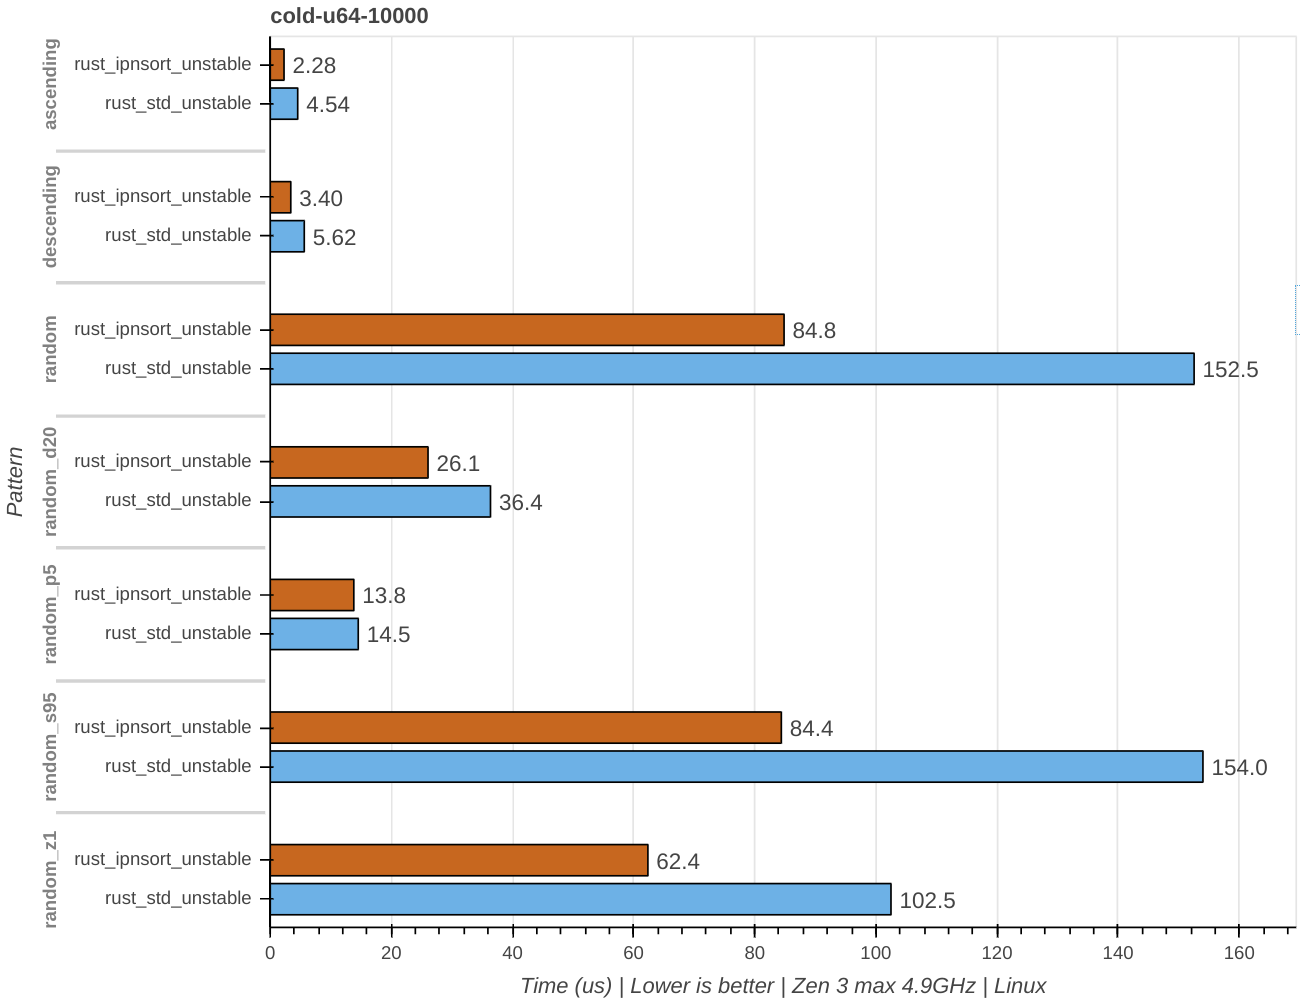 cold-u64-10000
ascending
rust_ipnsort_unstable 2.28
rust_std_unstable 4.54
descending
rust_ipnsort_unstable 3.40
rust_std_unstable 5.62
random
rust_ipnsort_unstable 84.8
rust_std_unstable 152.5
random_d20
rust_ipnsort_unstable 26.1
rust_std_unstable 36.4
random_p5
rust_ipnsort_unstable 13.8
rust_std_unstable 14.5
random_s95
rust_ipnsort_unstable 84.4
rust_std_unstable 154.0
random_z1
rust_ipnsort_unstable 62.4
rust_std_unstable 102.5
Pattern
0 20 40 60 80 100 120 140 160
Time (us) | Lower is better | Zen 3 max 4.9GHz | Linux